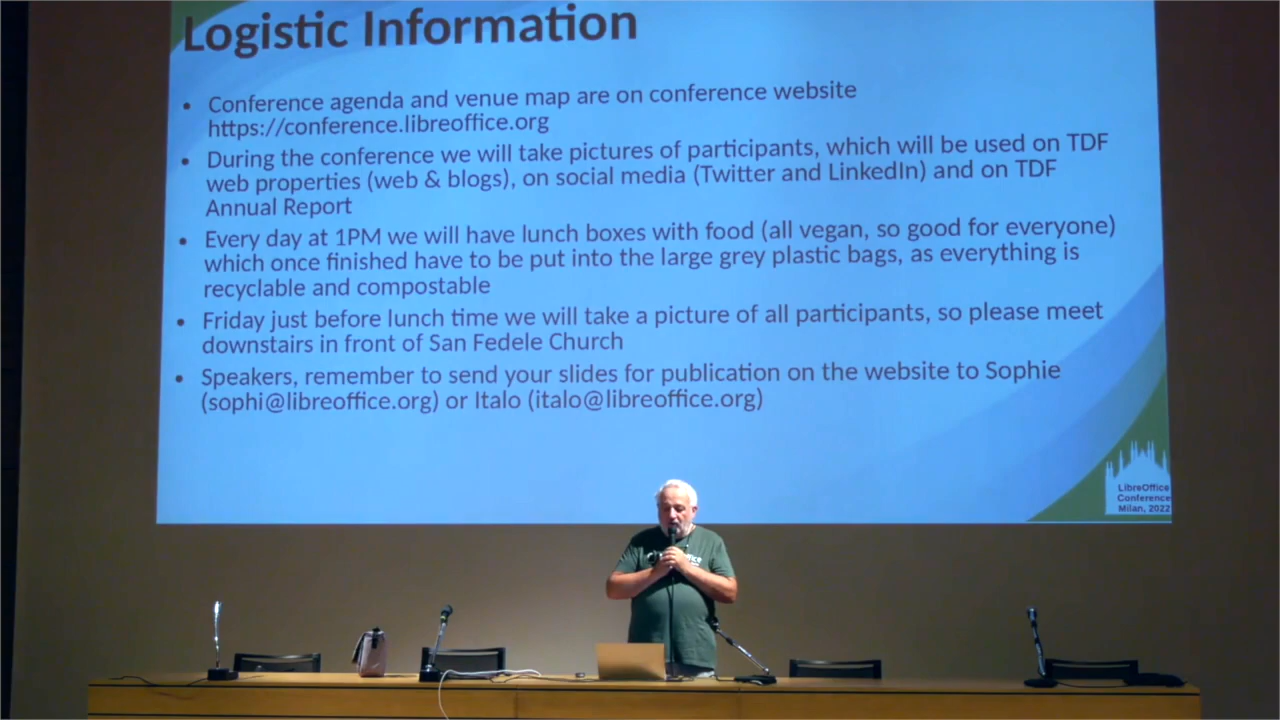 Logistic Information
• Conference agenda and venue map are on conference website
https://conference.libreoffice.org
• During the conference we will take pictures of participants, which will be used on TDF
web properties (web & blogs), on social media (Twitter and LinkedIn) and on TDF
Annual Report
• Every day at 1PM we will have lunch boxes with food (all vegan, so good for everyone)
which once finished have to be put into the large grey plastic bags, as everything is
recyclable and compostable
• Friday just before lunch time we will take a picture of all participants, so please meet
downstairs in front of San Fedele Church
• Speakers, remember to send your slides for publication on the website to Sophie
(sophi@libreoffice.org) or Italo (italo@libreoffice.org)
LibreOffice
Conference
Milan, 2022